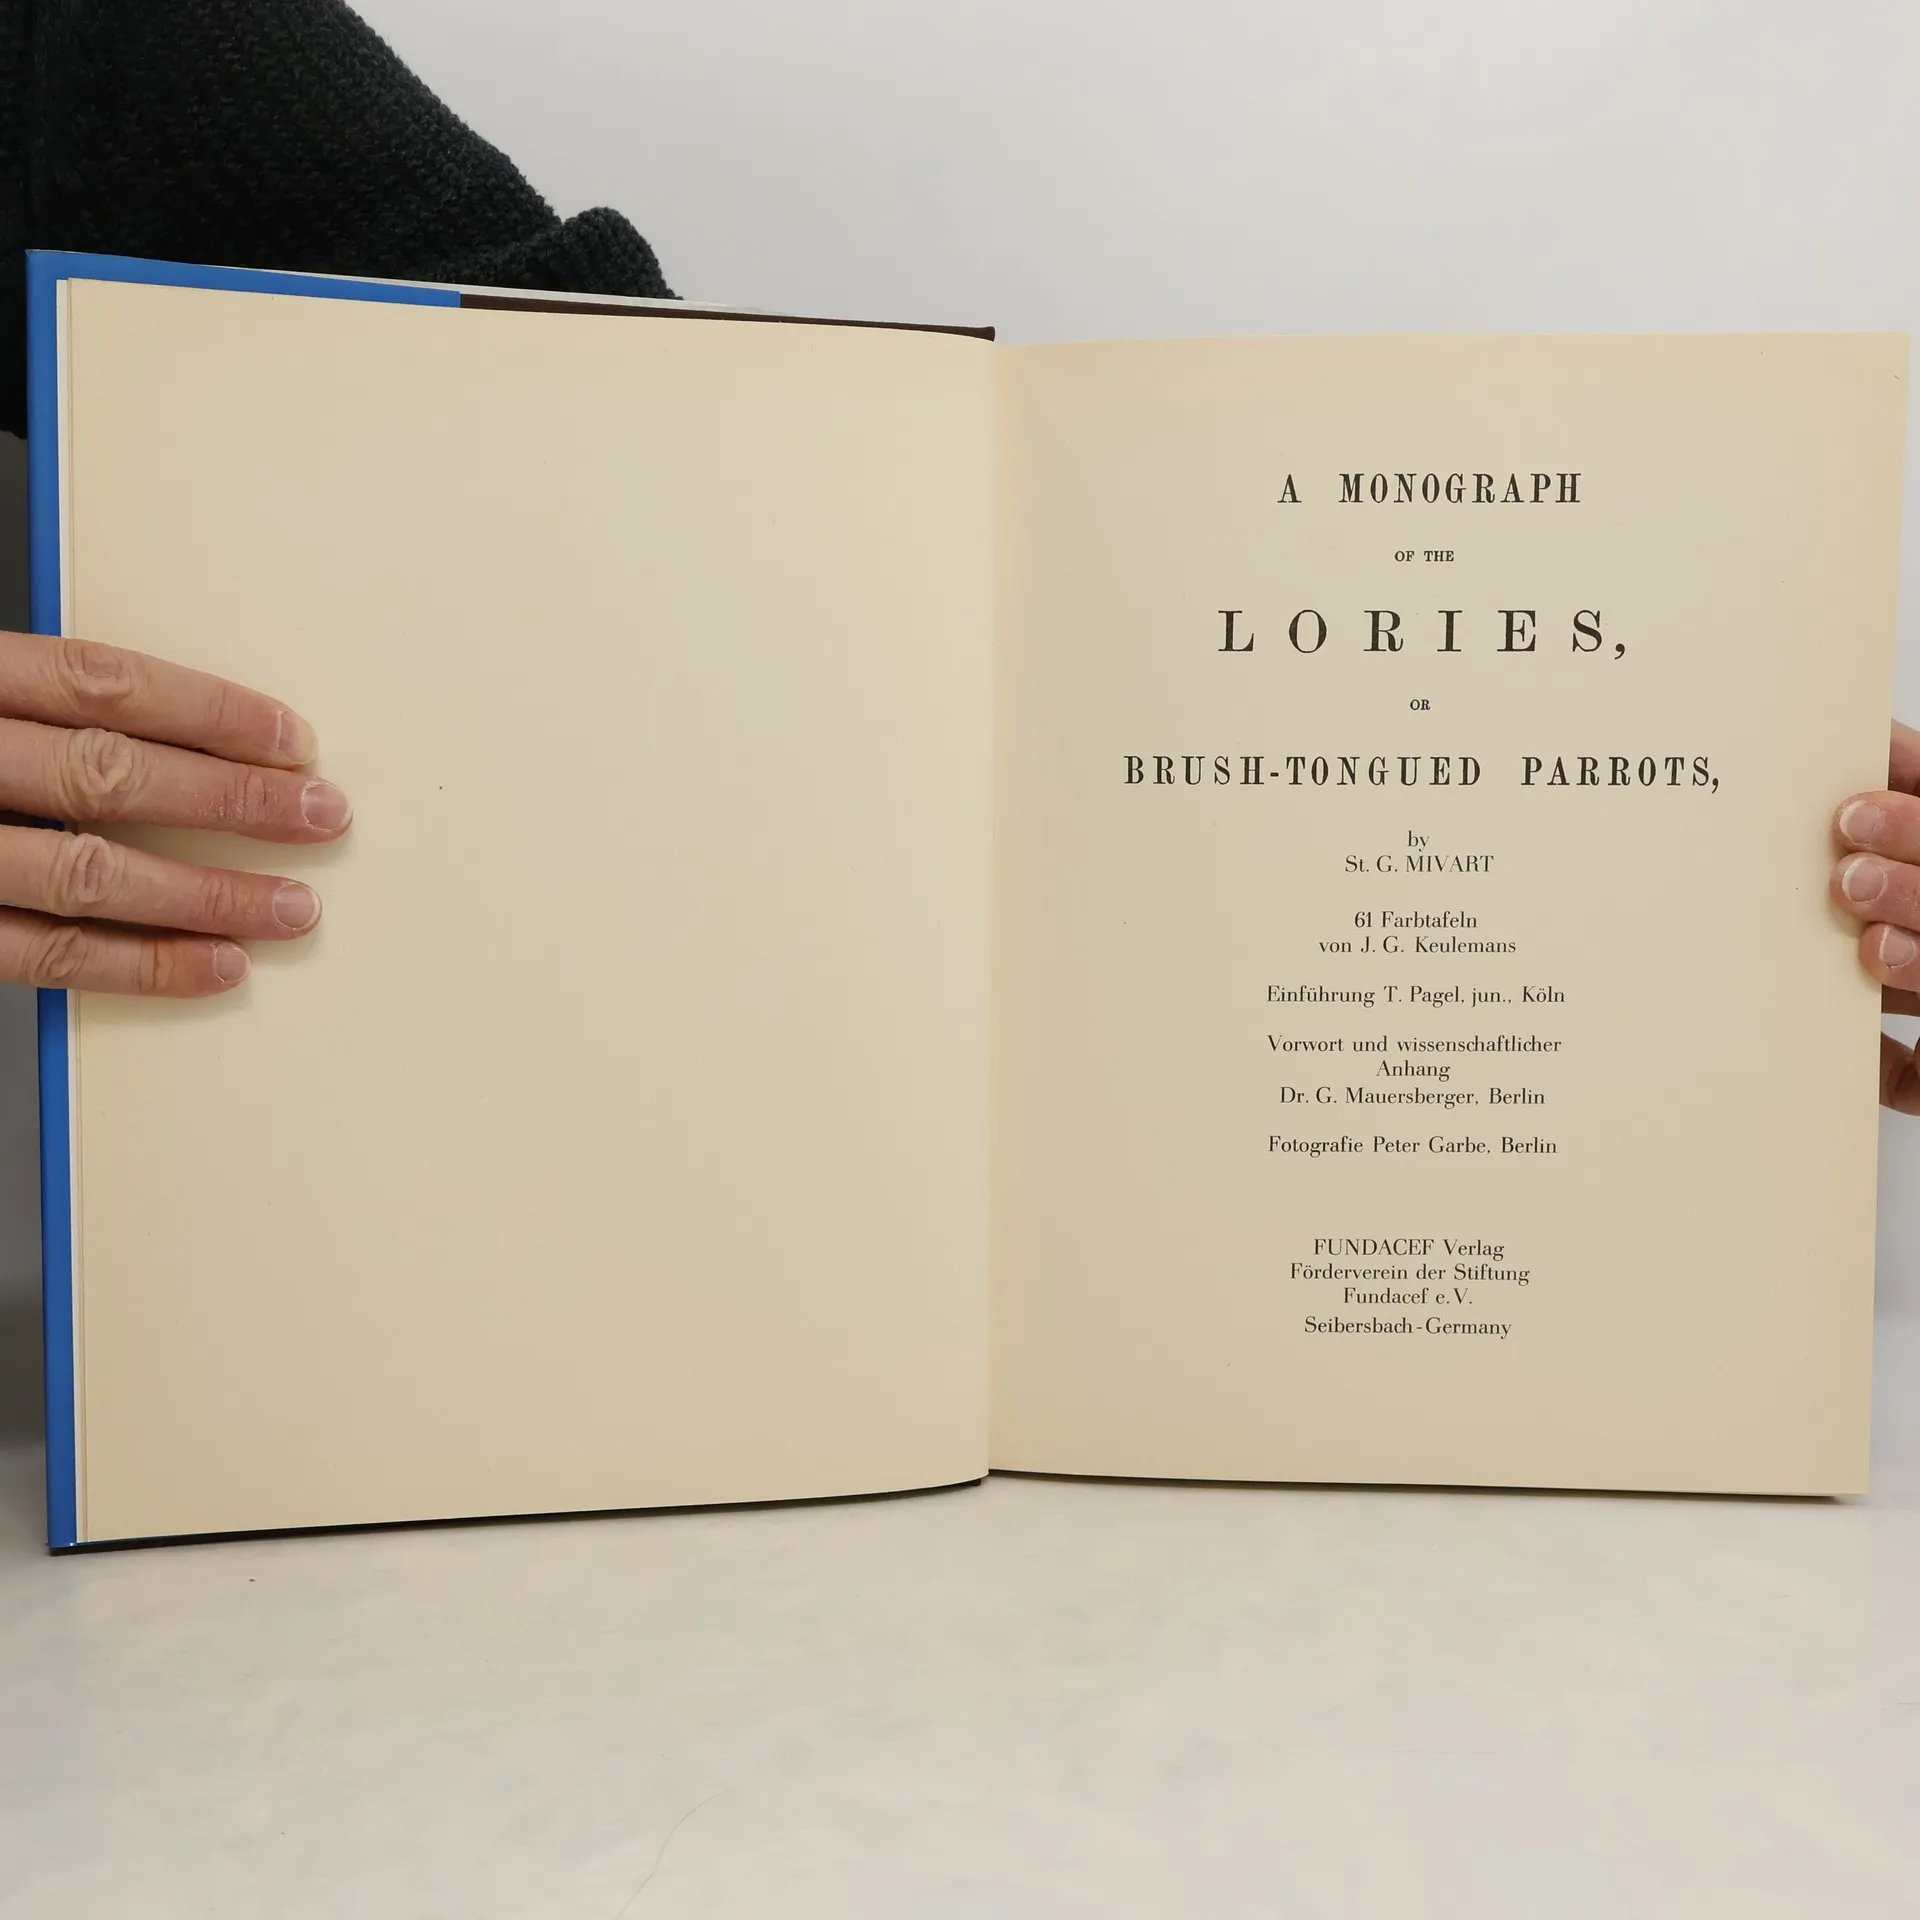 A MONOGRAPH
OF THE
LORIES,
OR
BRUSH-TONGUED PARROTS,
by
St. G. MIVART
61 Farbtafeln
von J. G. Keulemans
Einführung T. Pagel, jun., Köln
Vorwort und wissenschaftlicher
Anhang
Dr. G. Mauersberger, Berlin
Fotografie Peter Garbe, Berlin
FUNDACEF Verlag
Förderverein der Stiftung
Fundacef e.V.
Seibersbach-Germany